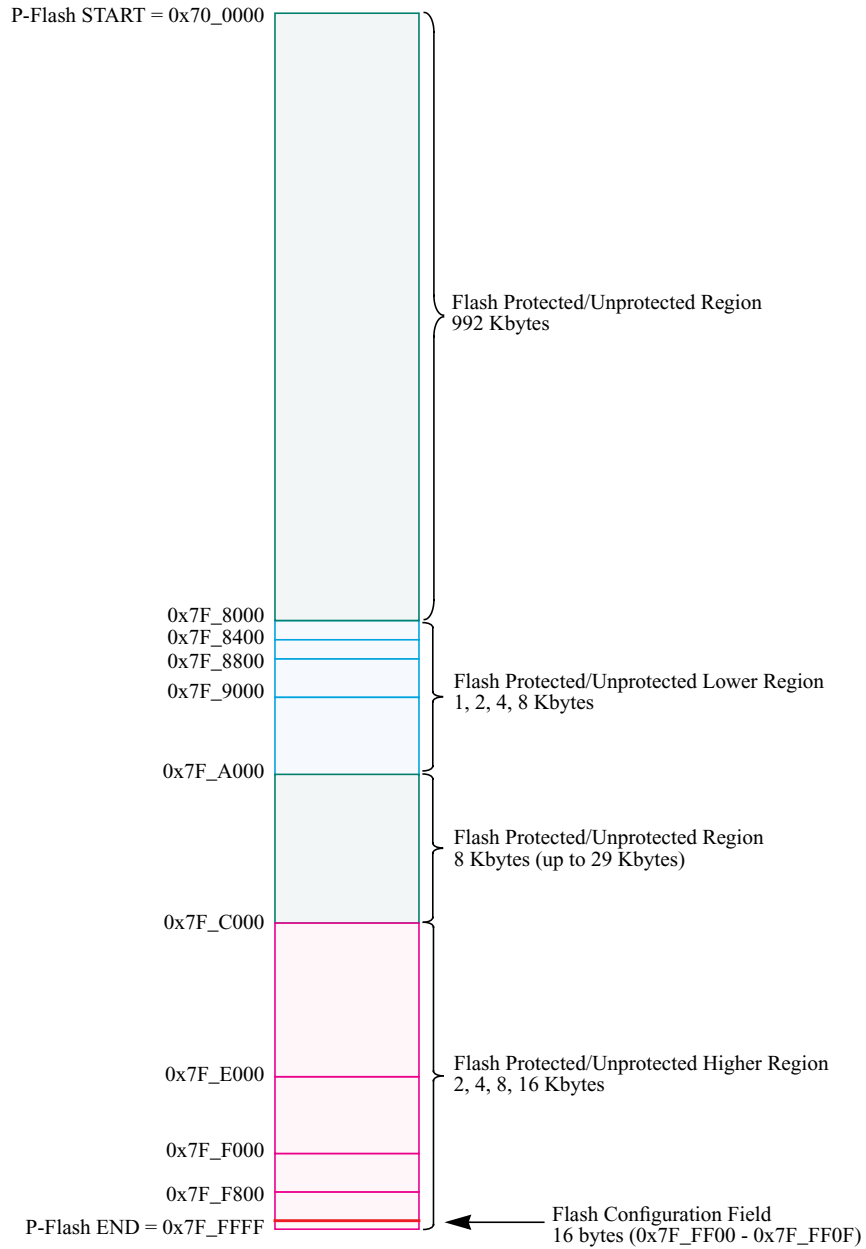 P-Flash START = 0x70_0000
Flash Protected/Unprotected Region
992 Kbytes
0x7F_8000
0x7F_8400
0x7F_8800
0x7F_9000
Flash Protected/Unprotected Lower Region
1, 2, 4, 8 Kbytes
0x7F_A000
Flash Protected/Unprotected Region
8 Kbytes (up to 29 Kbytes)
0x7F_C000
Flash Protected/Unprotected Higher Region
2, 4, 8, 16 Kbytes
0x7F_E000
0x7F_F000
0x7F_F800
P-Flash END = 0x7F_FFFF
Flash Configuration Field
16 bytes (0x7F_FF00 - 0x7F_FF0F)